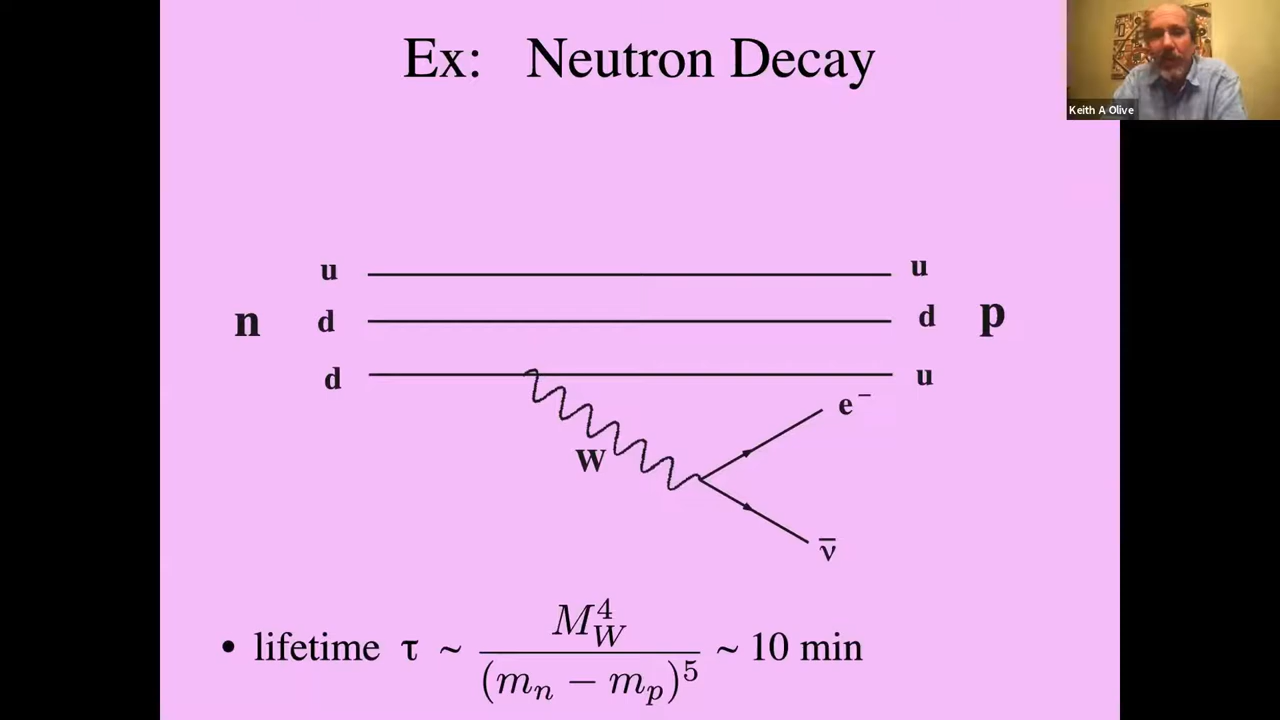 Ex: Neutron Decay
Keith A Olive
u u
n d d p
d u
e⁻
W
ν̄
• lifetime τ ~ M_W^4 / (m_n − m_p)^5 ~ 10 min